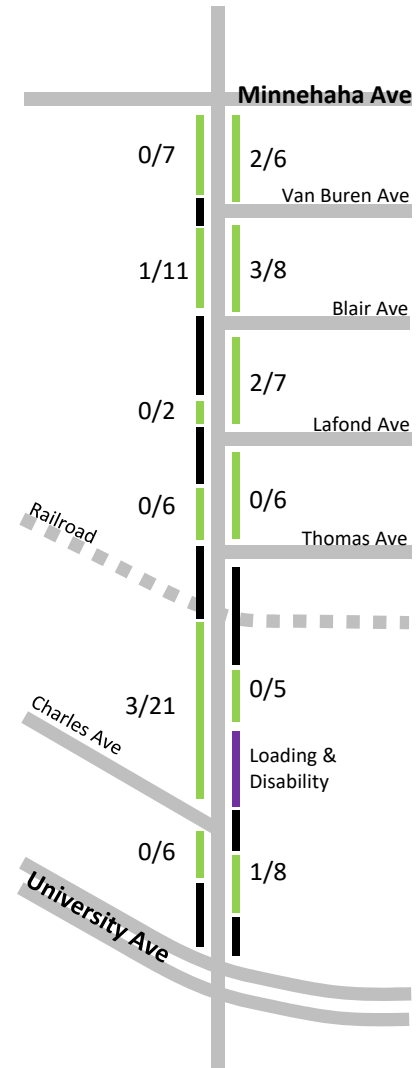 Minnehaha Ave
0/7
2/6
Van Buren Ave
1/11
3/8
Blair Ave
0/2
2/7
Lafond Ave
0/6
0/6
Thomas Ave
Railroad
0/5
3/21
Charles Ave
Loading &
Disability
0/6
1/8
University Ave